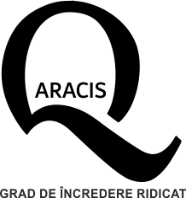 Q
ARACIS
GRAD DE ÎNCREDERE RIDICAT